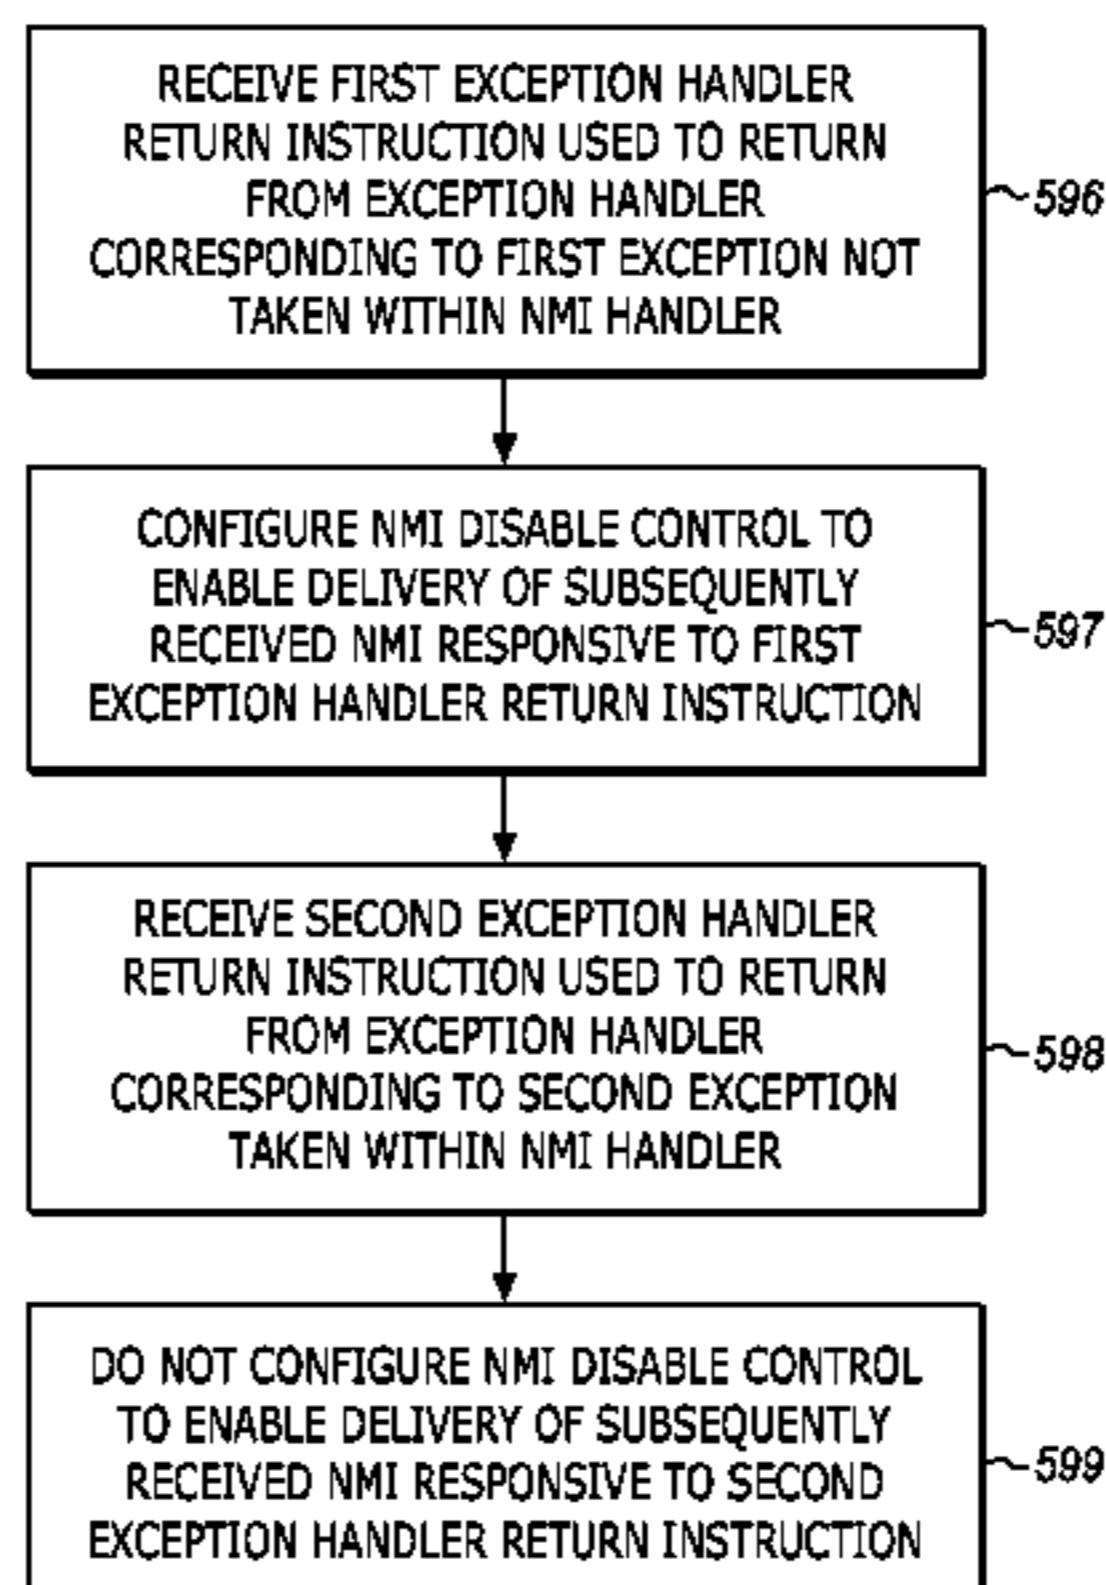 RECEIVE FIRST EXCEPTION HANDLER
RETURN INSTRUCTION USED TO RETURN
FROM EXCEPTION HANDLER
CORRESPONDING TO FIRST EXCEPTION NOT
TAKEN WITHIN NMI HANDLER
596
CONFIGURE NMI DISABLE CONTROL TO
ENABLE DELIVERY OF SUBSEQUENTLY
RECEIVED NMI RESPONSIVE TO FIRST
EXCEPTION HANDLER RETURN INSTRUCTION
597
RECEIVE SECOND EXCEPTION HANDLER
RETURN INSTRUCTION USED TO RETURN
FROM EXCEPTION HANDLER
CORRESPONDING TO SECOND EXCEPTION
TAKEN WITHIN NMI HANDLER
598
DO NOT CONFIGURE NMI DISABLE CONTROL
TO ENABLE DELIVERY OF SUBSEQUENTLY
RECEIVED NMI RESPONSIVE TO SECOND
EXCEPTION HANDLER RETURN INSTRUCTION
599